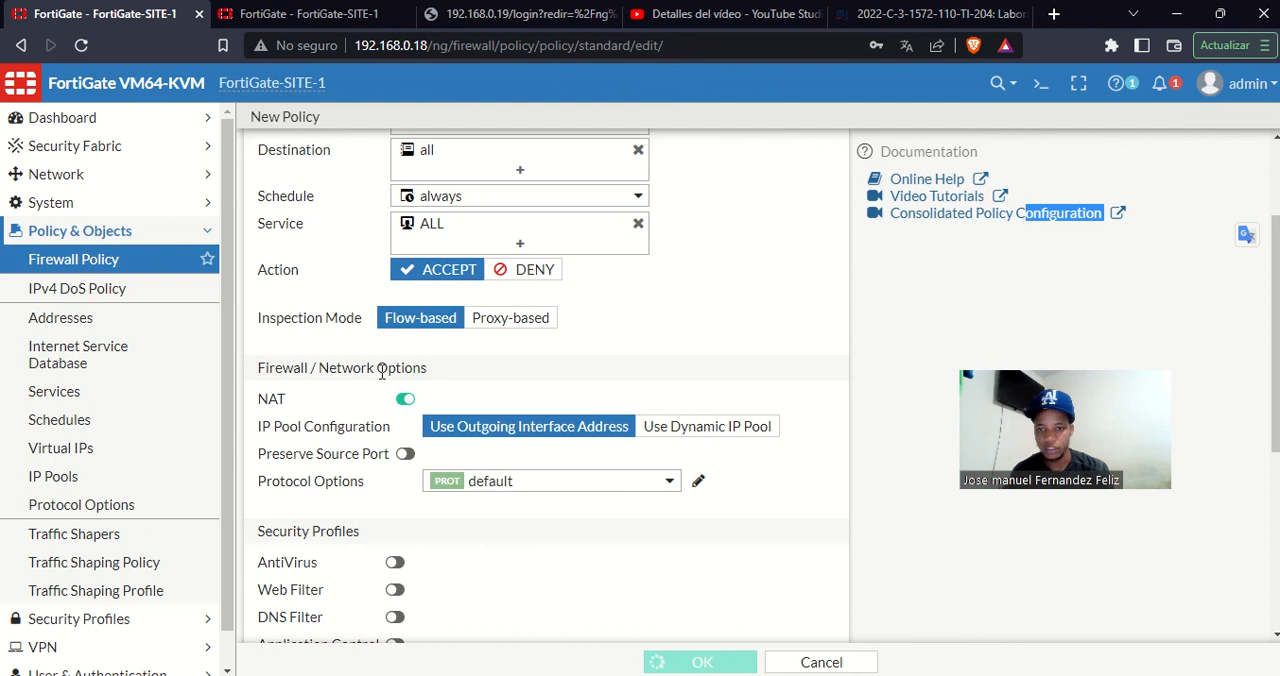 FortiGate - FortiGate-SITE-1
FortiGate - FortiGate-SITE-1
192.168.0.19/login?redir=%2Fng%
Detalles del vídeo - YouTube Stud
2022-C-3-1572-110-TI-204: Labor
No seguro
192.168.0.18/ng/firewall/policy/policy/standard/edit/
Actualizar
FortiGate VM64-KVM
FortiGate-SITE-1
1
1
admin
Dashboard
Security Fabric
Network
System
Policy & Objects
Firewall Policy
IPv4 DoS Policy
Addresses
Internet Service
Database
Services
Schedules
Virtual IPs
IP Pools
Protocol Options
Traffic Shapers
Traffic Shaping Policy
Traffic Shaping Profile
Security Profiles
VPN
User & Authentication
New Policy
Destination
all
+
Schedule
always
Service
ALL
+
Action
ACCEPT
DENY
Inspection Mode
Flow-based
Proxy-based
Firewall / Network Options
NAT
IP Pool Configuration
Use Outgoing Interface Address
Use Dynamic IP Pool
Preserve Source Port
Protocol Options
PROT default
Security Profiles
AntiVirus
Web Filter
DNS Filter
Application Control
OK
Cancel
Documentation
Online Help
Video Tutorials
Consolidated Policy Configuration
Jose manuel Fernandez Feliz